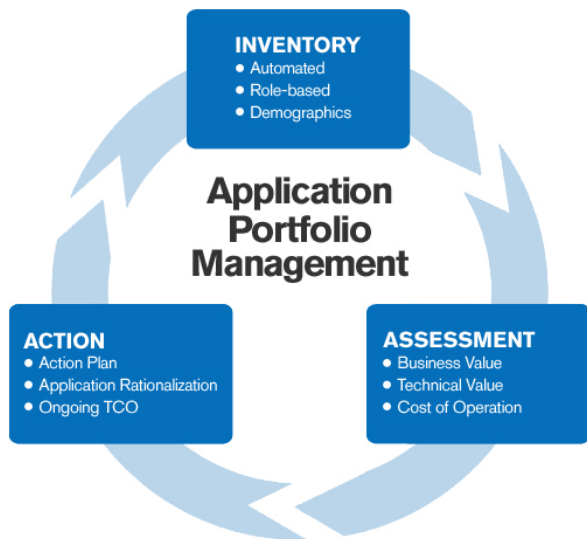 INVENTORY
• Automated
• Role-based
• Demographics
Application
Portfolio
Management
ACTION
• Action Plan
• Application Rationalization
• Ongoing TCO
ASSESSMENT
• Business Value
• Technical Value
• Cost of Operation